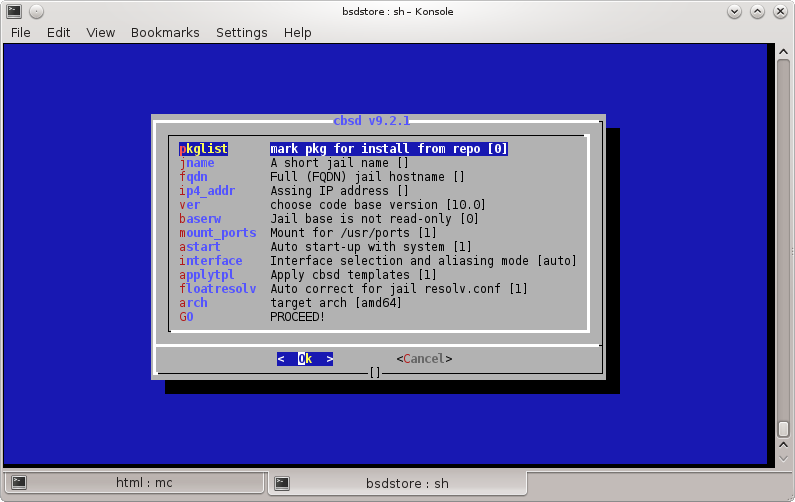 bsdstore : sh – Konsole
File Edit View Bookmarks Settings Help
cbsd v9.2.1
pkglist mark pkg for install from repo [0]
jname A short jail name []
fqdn Full (FQDN) jail hostname []
ip4_addr Assing IP address []
ver choose code base version [10.0]
baserw Jail base is not read-only [0]
mount_ports Mount for /usr/ports [1]
astart Auto start-up with system [1]
interface Interface selection and aliasing mode [auto]
applytpl Apply cbsd templates [1]
floatresolv Auto correct for jail resolv.conf [1]
arch target arch [amd64]
GO PROCEED!
< Ok > <Cancel>
[]
html : mc bsdstore : sh